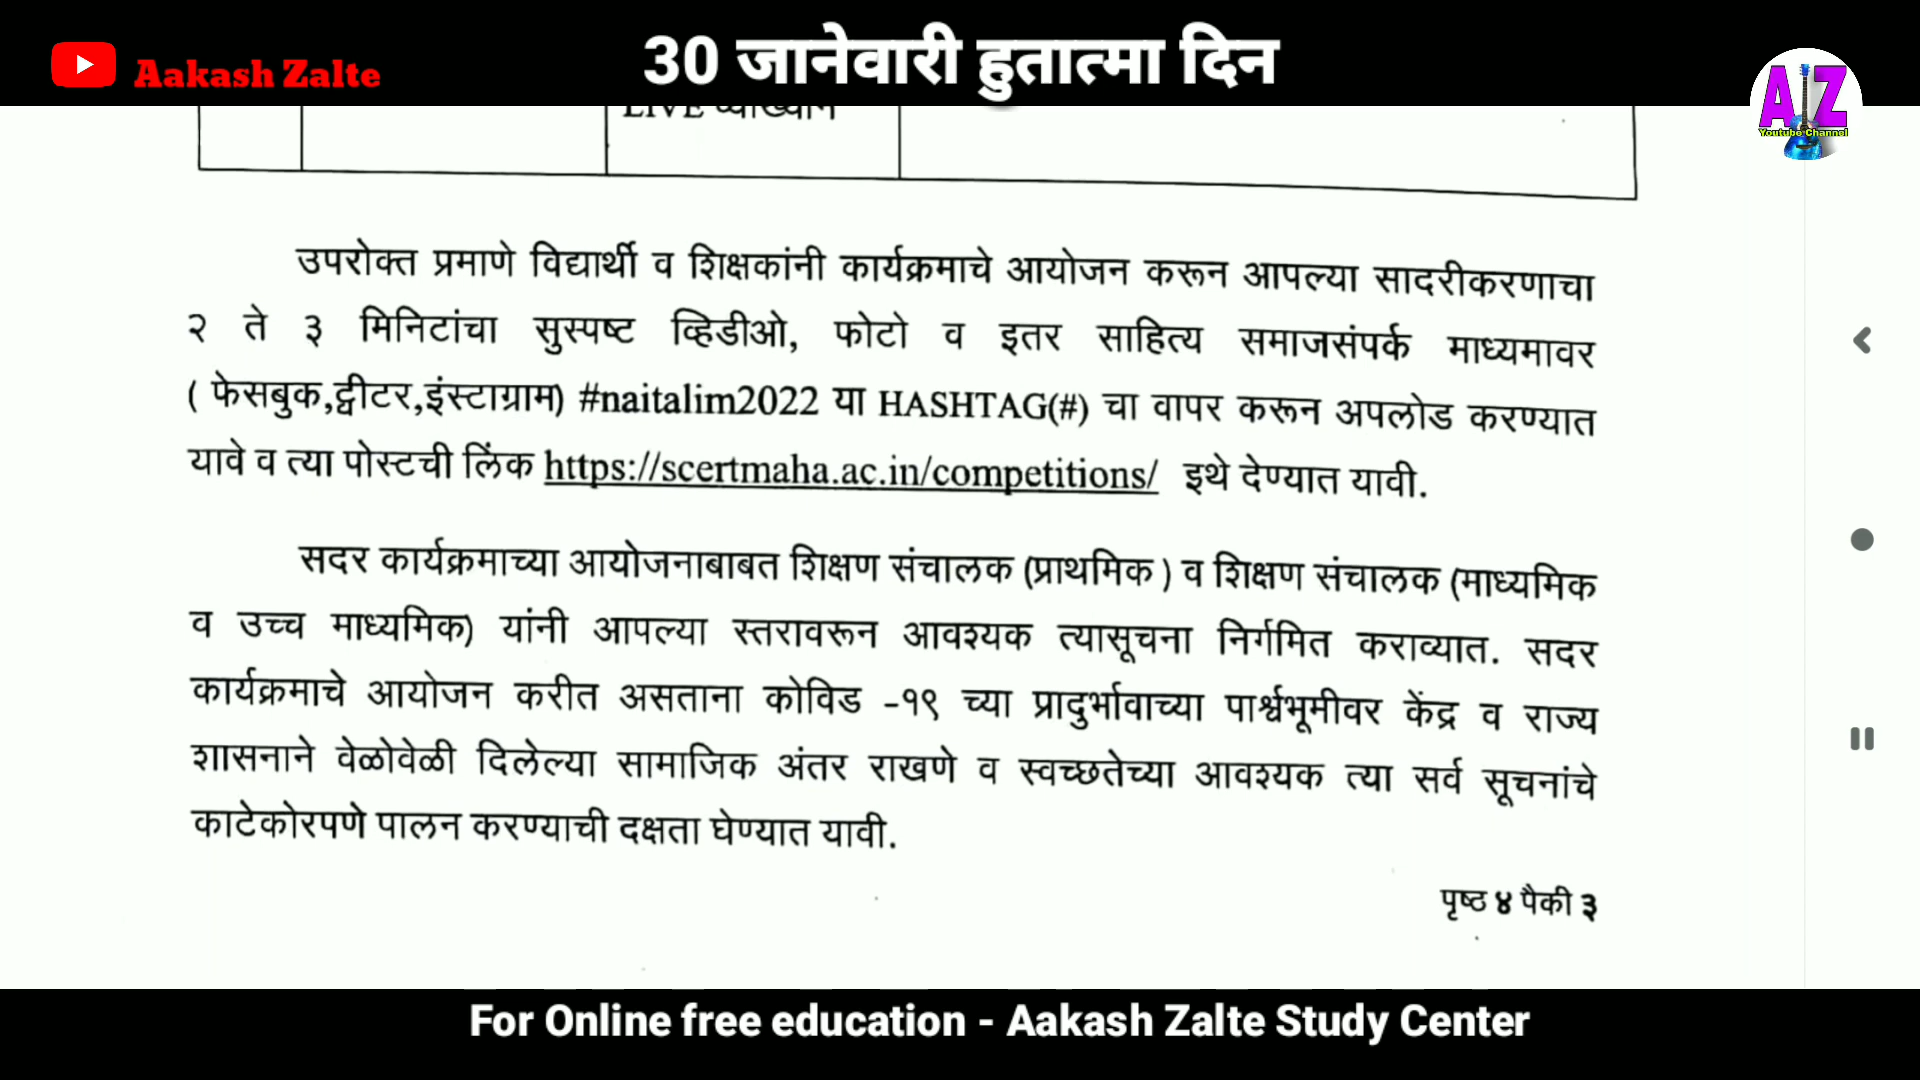 Aakash Zalte
30 जानेवारी हुतात्मा दिन
AZ
Youtube Channel
LIVE व्याख्यान
उपरोक्त प्रमाणे विद्यार्थी व शिक्षकांनी कार्यक्रमाचे आयोजन करून आपल्या सादरीकरणाचा
२ ते ३ मिनिटांचा सुस्पष्ट व्हिडीओ, फोटो व इतर साहित्य समाजसंपर्क माध्यमावर
( फेसबुक,ट्वीटर,इंस्टाग्राम) #naitalim2022 या HASHTAG(#) चा वापर करून अपलोड करण्यात
यावे व त्या पोस्टची लिंक https://scertmaha.ac.in/competitions/ इथे देण्यात यावी.
सदर कार्यक्रमाच्या आयोजनाबाबत शिक्षण संचालक (प्राथमिक ) व शिक्षण संचालक (माध्यमिक
व उच्च माध्यमिक) यांनी आपल्या स्तरावरून आवश्यक त्यासूचना निर्गमित कराव्यात. सदर
कार्यक्रमाचे आयोजन करीत असताना कोविड -१९ च्या प्रादुर्भावाच्या पार्श्वभूमीवर केंद्र व राज्य
शासनाने वेळोवेळी दिलेल्या सामाजिक अंतर राखणे व स्वच्छतेच्या आवश्यक त्या सर्व सूचनांचे
काटेकोरपणे पालन करण्याची दक्षता घेण्यात यावी.
पृष्ठ ४ पैकी ३
For Online free education - Aakash Zalte Study Center